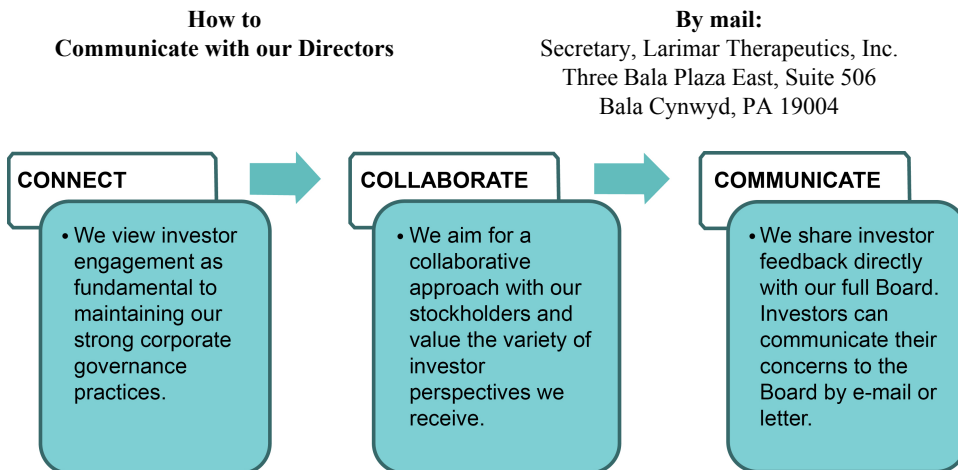 How to
Communicate with our Directors
By mail:
Secretary, Larimar Therapeutics, Inc.
Three Bala Plaza East, Suite 506
Bala Cynwyd, PA 19004
CONNECT
• We view investor
engagement as
fundamental to
maintaining our
strong corporate
governance
practices.
COLLABORATE
• We aim for a
collaborative
approach with our
stockholders and
value the variety of
investor
perspectives we
receive.
COMMUNICATE
• We share investor
feedback directly
with our full Board.
Investors can
communicate their
concerns to the
Board by e-mail or
letter.